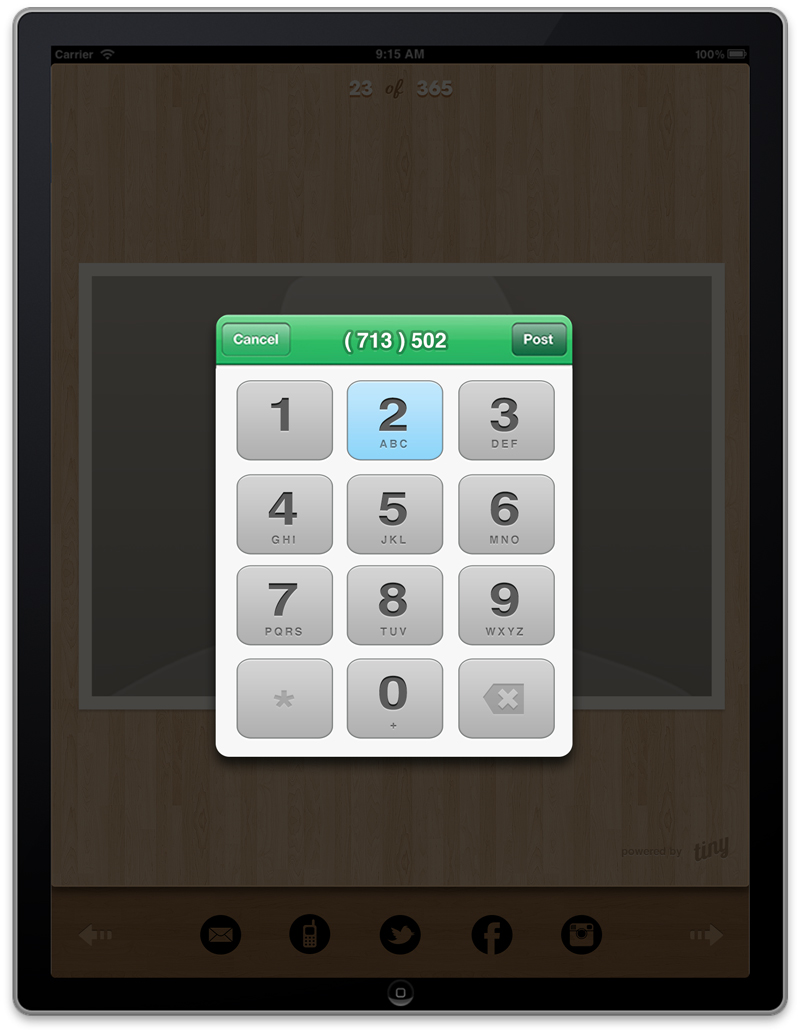 Carrier 9:15 AM 100%
23 of 365
Cancel ( 713 ) 502 Post
1 2 3
ABC DEF
4 5 6
GHI JKL MNO
7 8 9
PQRS TUV WXYZ
* 0
+
powered by tiny